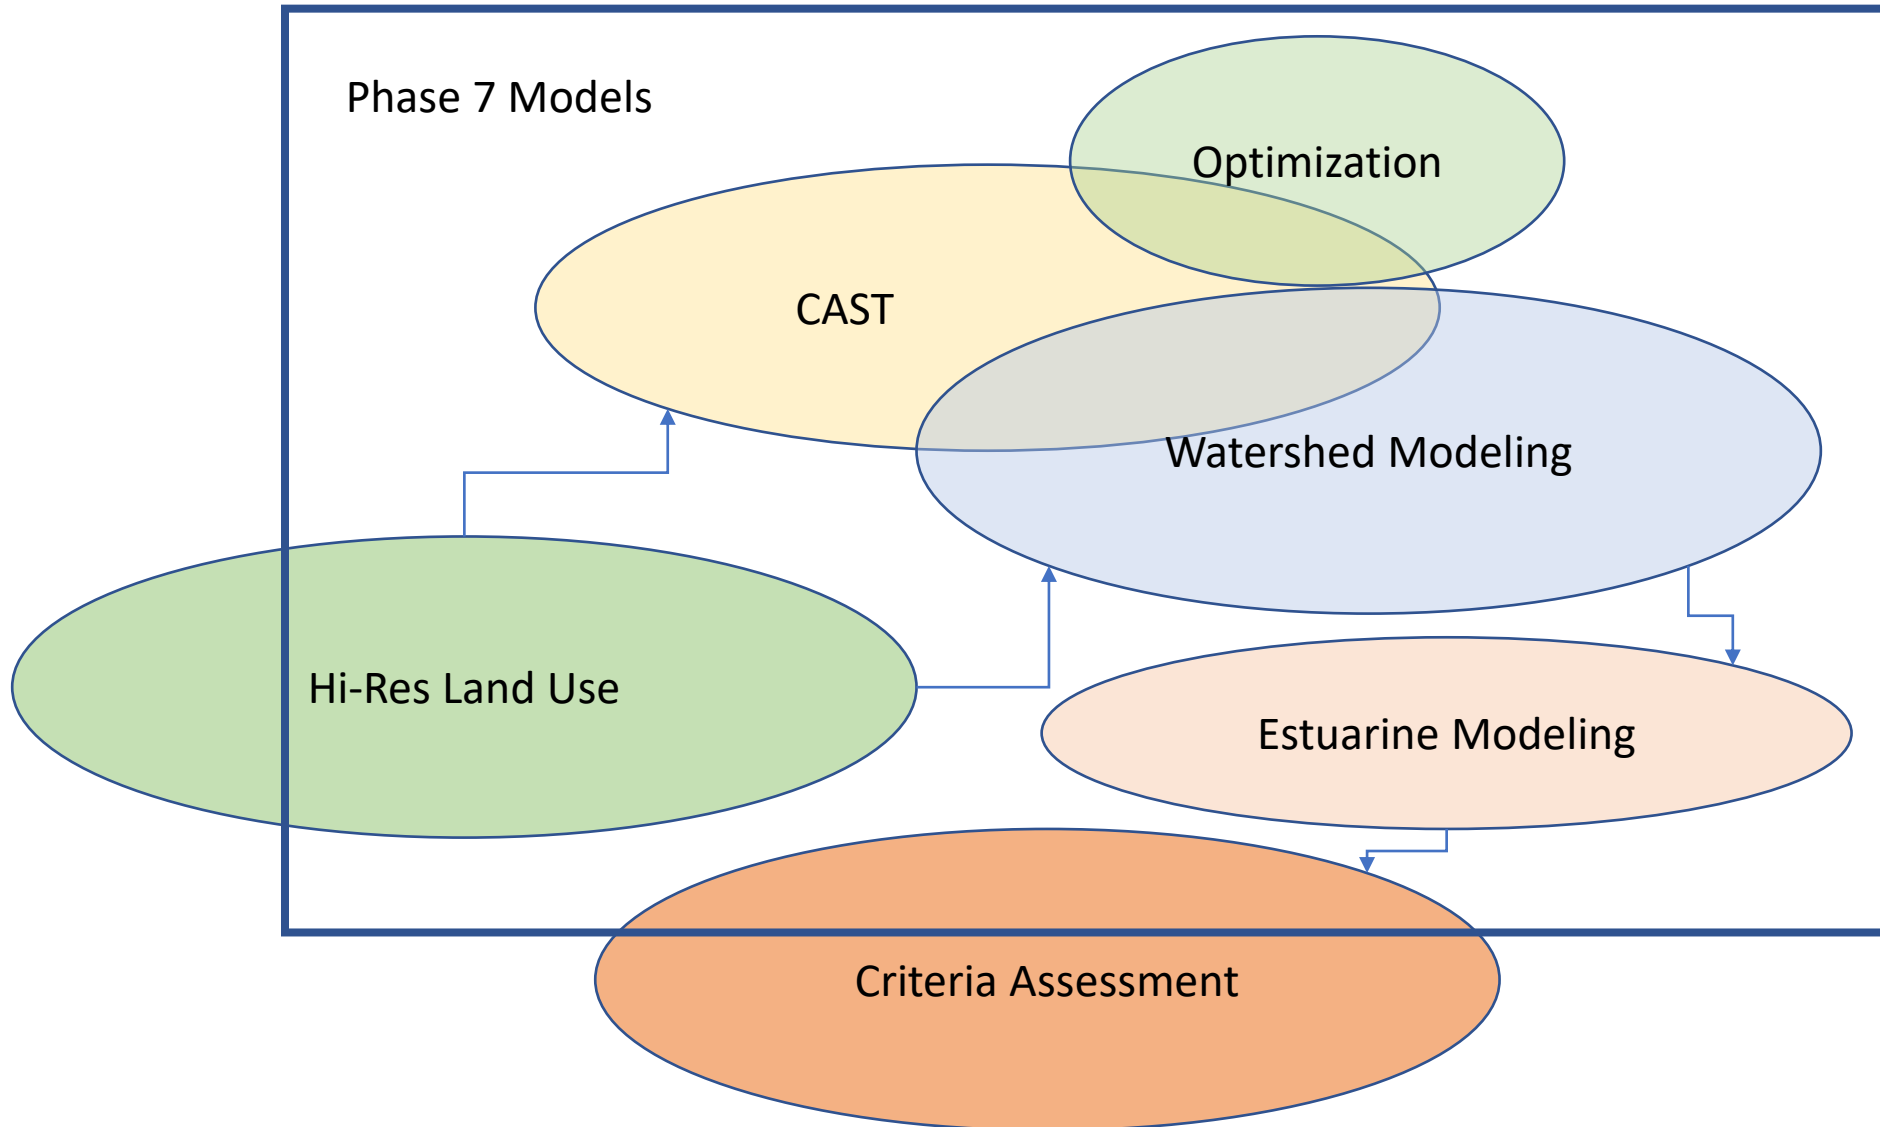 Phase 7 Models
Optimization
CAST
Watershed Modeling
Hi-Res Land Use
Estuarine Modeling
Criteria Assessment